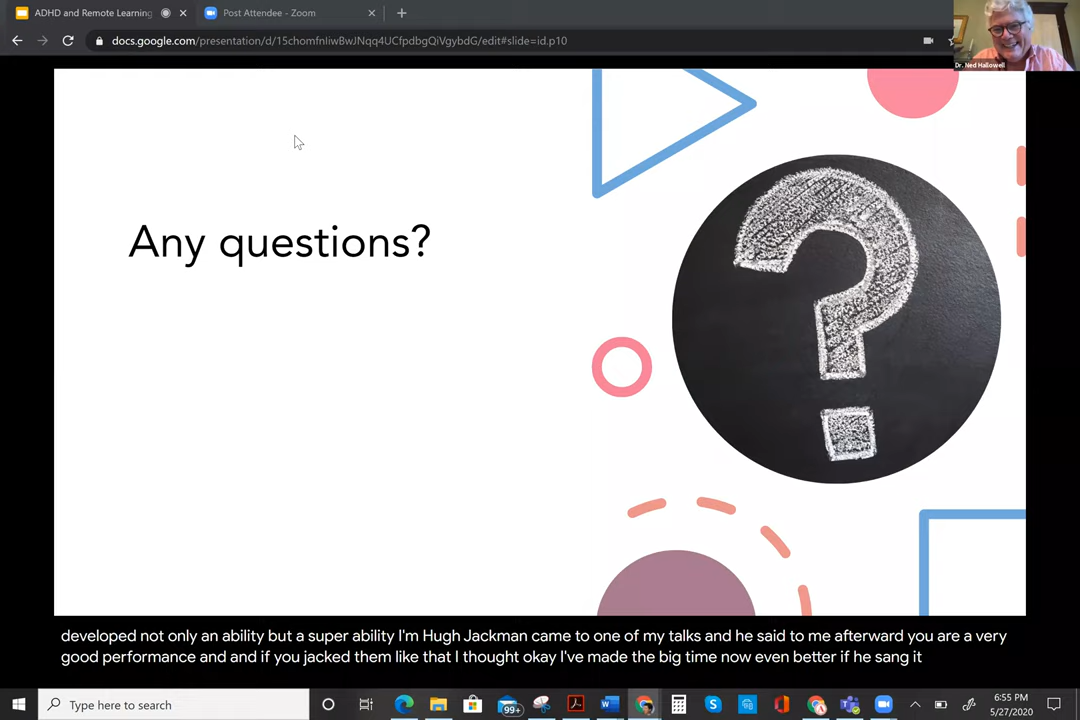 ADHD and Remote Learning
Post Attendee - Zoom
docs.google.com/presentation/d/15chomfnIiwBwJNqq4UCfpdbgQiVgybdG/edit#slide=id.p10
Dr. Ned Hallowell
Any questions?
developed not only an ability but a super ability I'm Hugh Jackman came to one of my talks and he said to me afterward you are a very
good performance and and if you jacked them like that I thought okay I've made the big time now even better if he sang it
Type here to search
99+
6:55 PM
5/27/2020